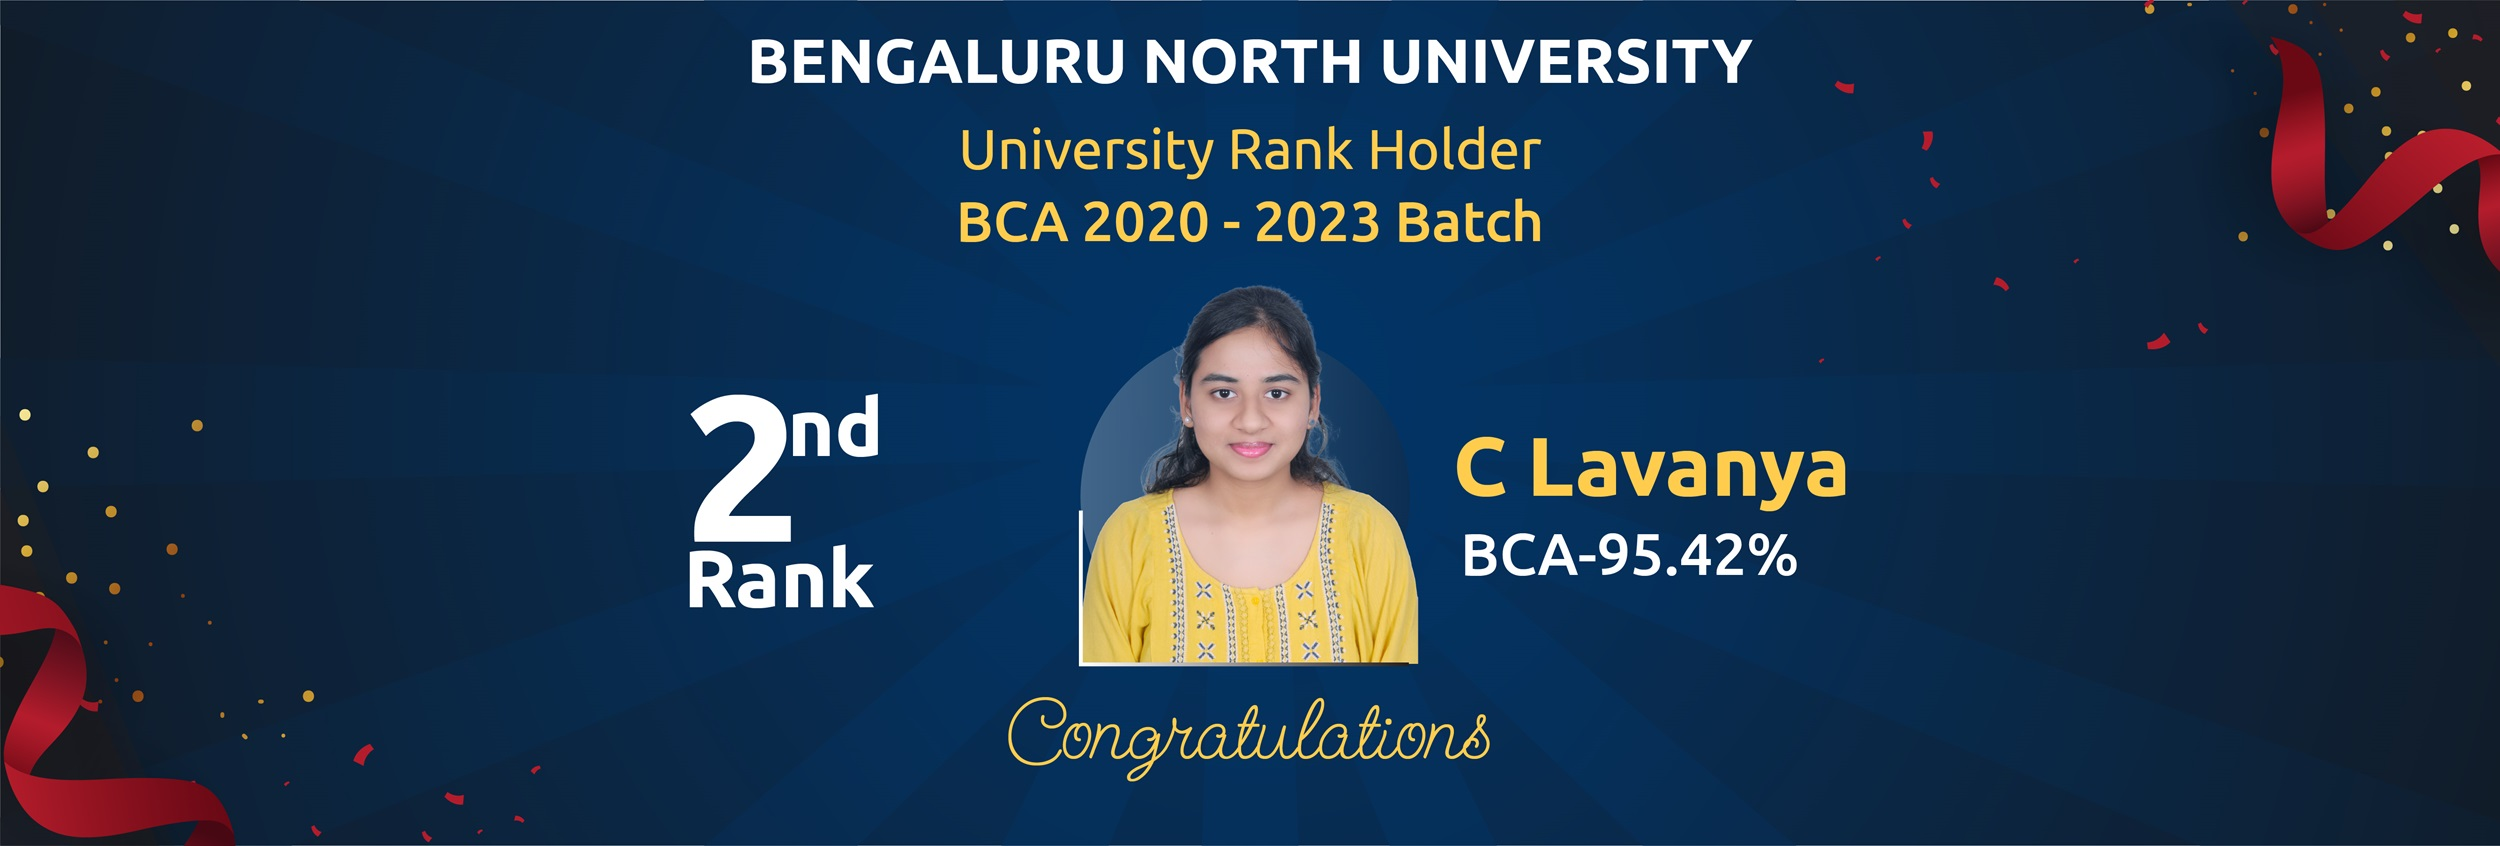 BENGALURU NORTH UNIVERSITY
University Rank Holder
BCA 2020 - 2023 Batch
2nd
Rank
C Lavanya
BCA-95.42%
Congratulations